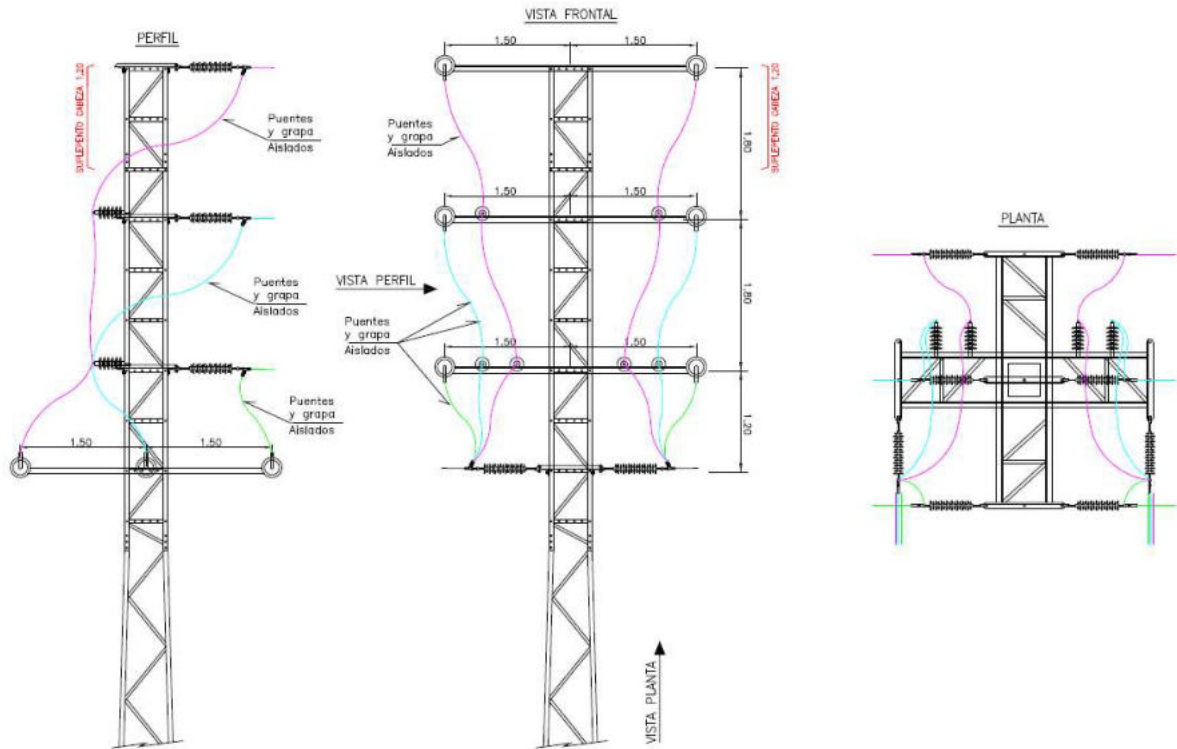 PERFIL
SUPLEPENTO CABEZA 1,20
Puentes
y grapa
Aislados
Puentes
y grapa
Aislados
Puentes
y grapa
Aislados
1,50
1,50
VISTA FRONTAL
1,50
1,50
SUPLEPENTO CABEZA 1,20
Puentes
y grapa
Aislados
1,80
1,50
1,50
VISTA PERFIL
Puentes
y grapa
Aislados
1,80
1,50
1,50
1,20
VISTA PLANTA
PLANTA